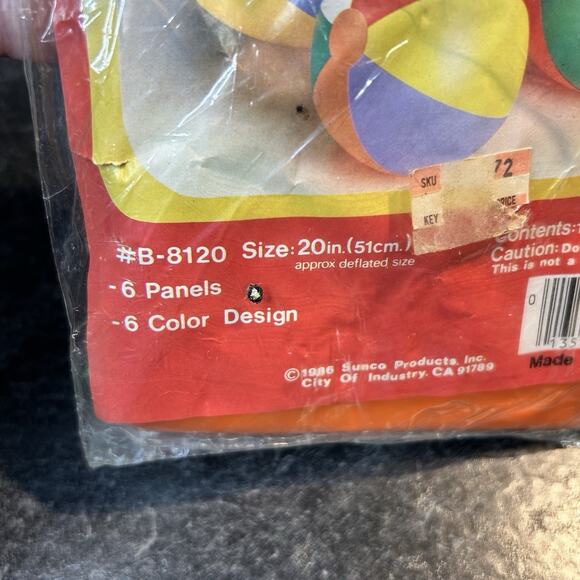 SKU 72
KEY
#B-8120 Size: 20in.(51cm.)
approx deflated size
Contents:
Caution: Do
This is not a
-6 Panels
-6 Color Design
0
Made
©1986 Sunco Products, Inc.
City Of Industry, CA 91789